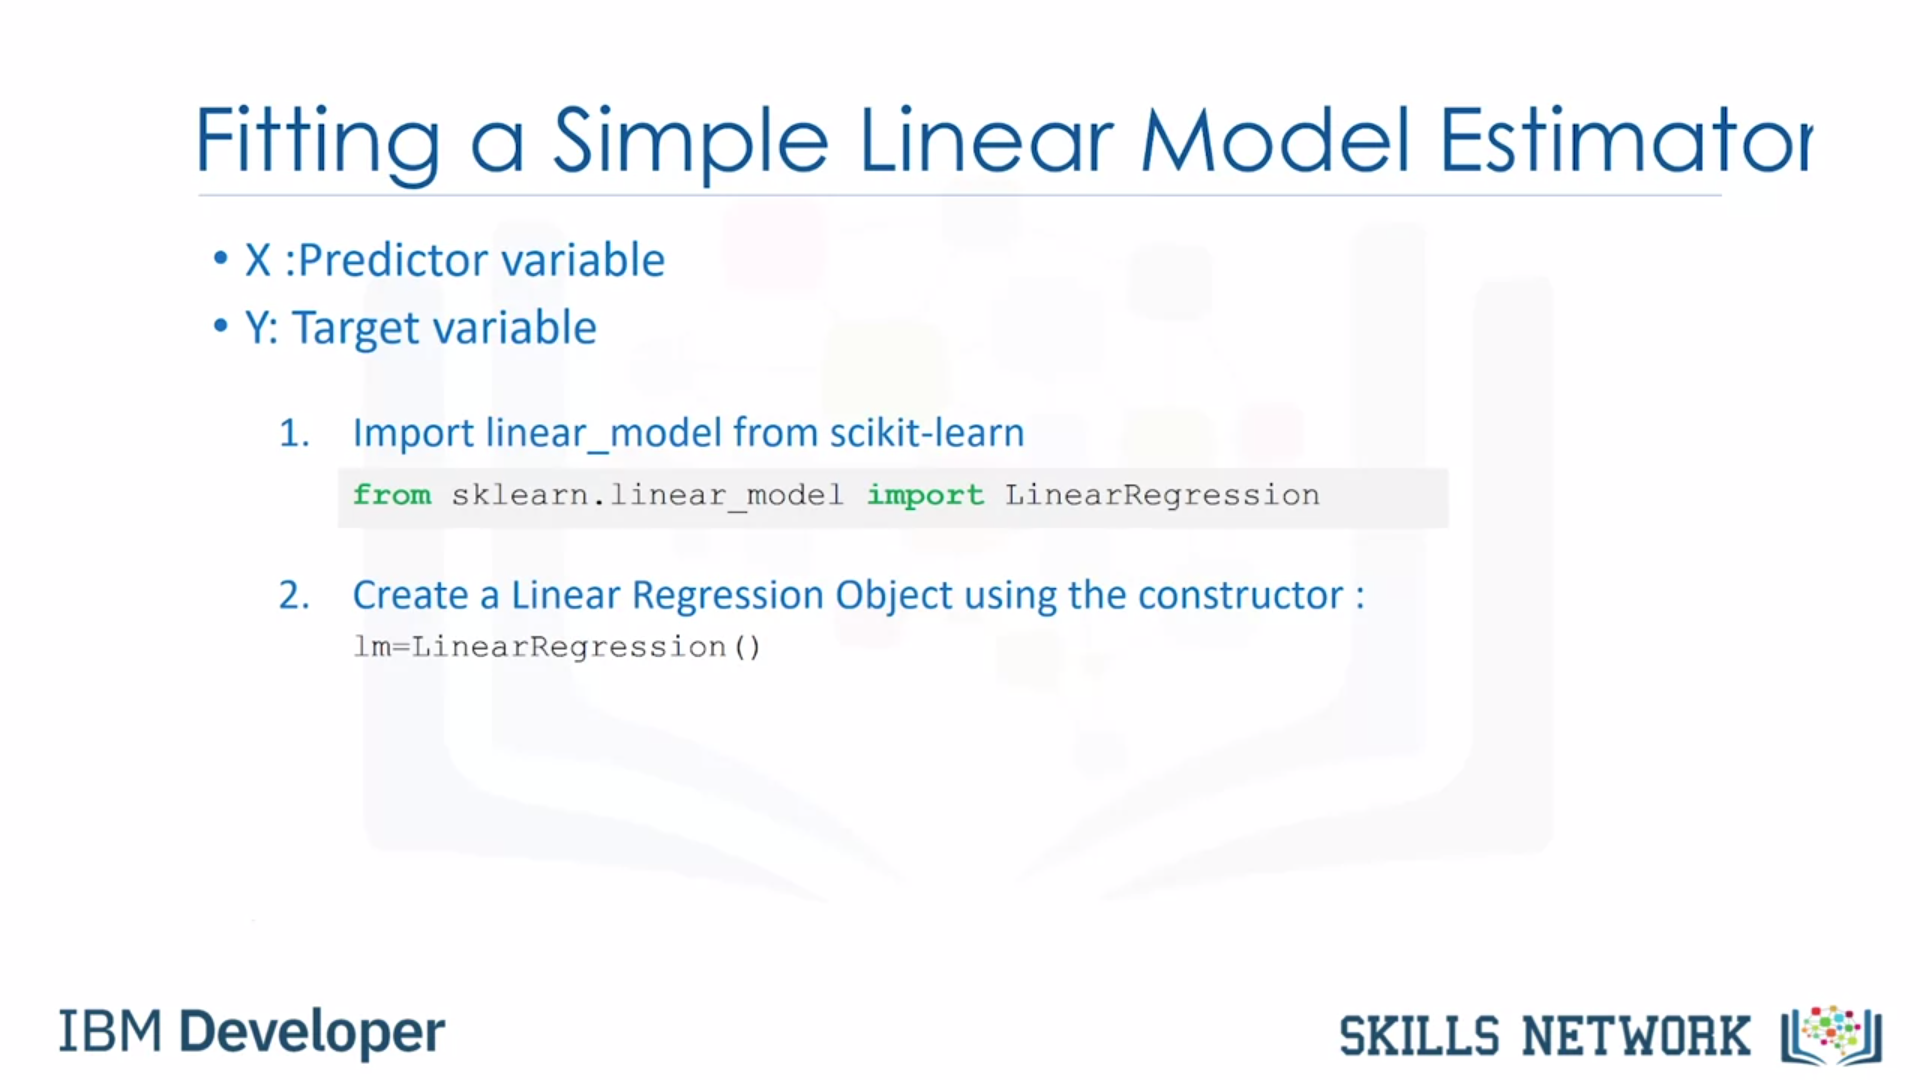 Fitting a Simple Linear Model Estimator
• X :Predictor variable
• Y: Target variable
1. Import linear_model from scikit-learn
from sklearn.linear_model import LinearRegression
2. Create a Linear Regression Object using the constructor :
lm=LinearRegression()
IBM Developer
SKILLS NETWORK